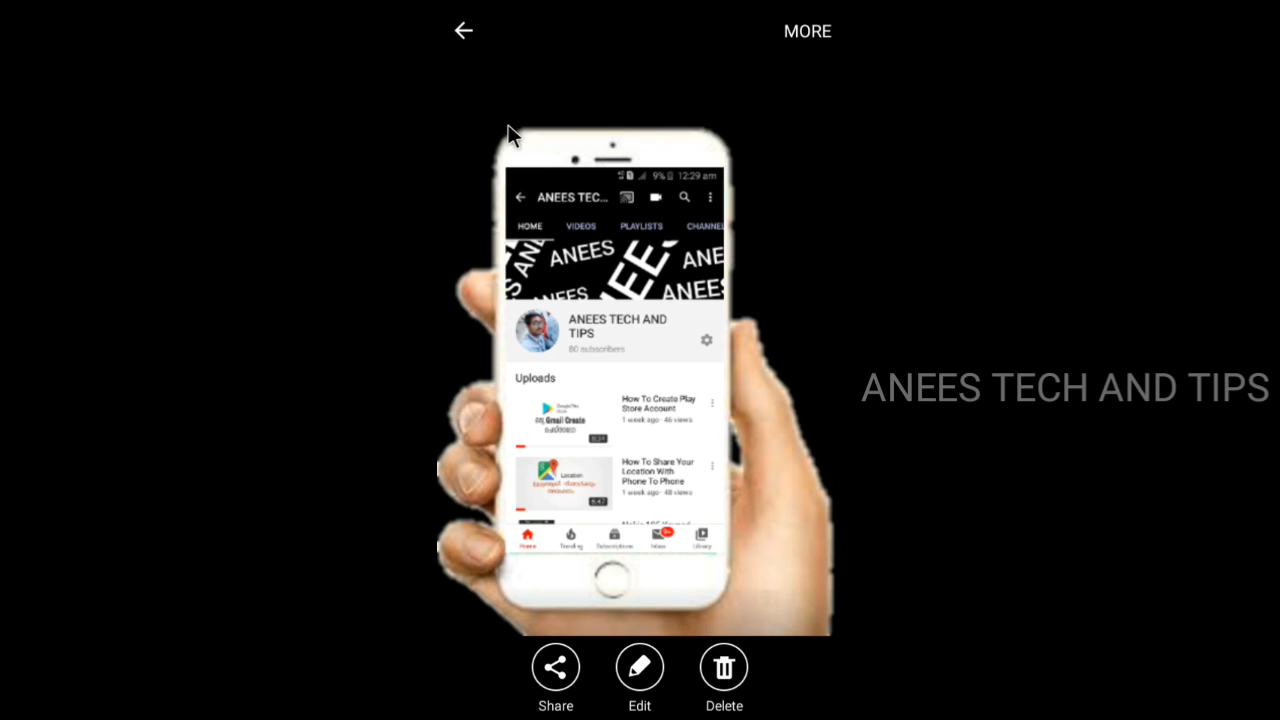 MORE
9% 12:29 am
ANEES TEC...
HOME VIDEOS PLAYLISTS CHANNEL
ANEES
ANEES
ANEES TECH AND
TIPS
80 subscribers
Uploads
How To Create Play
Store Account
1 week ago · 46 views
Gmail Create
How To Share Your
Location With
Phone To Phone
1 week ago · 48 views
Location
Home Trending Subscriptions Inbox Library
ANEES TECH AND TIPS
Share Edit Delete